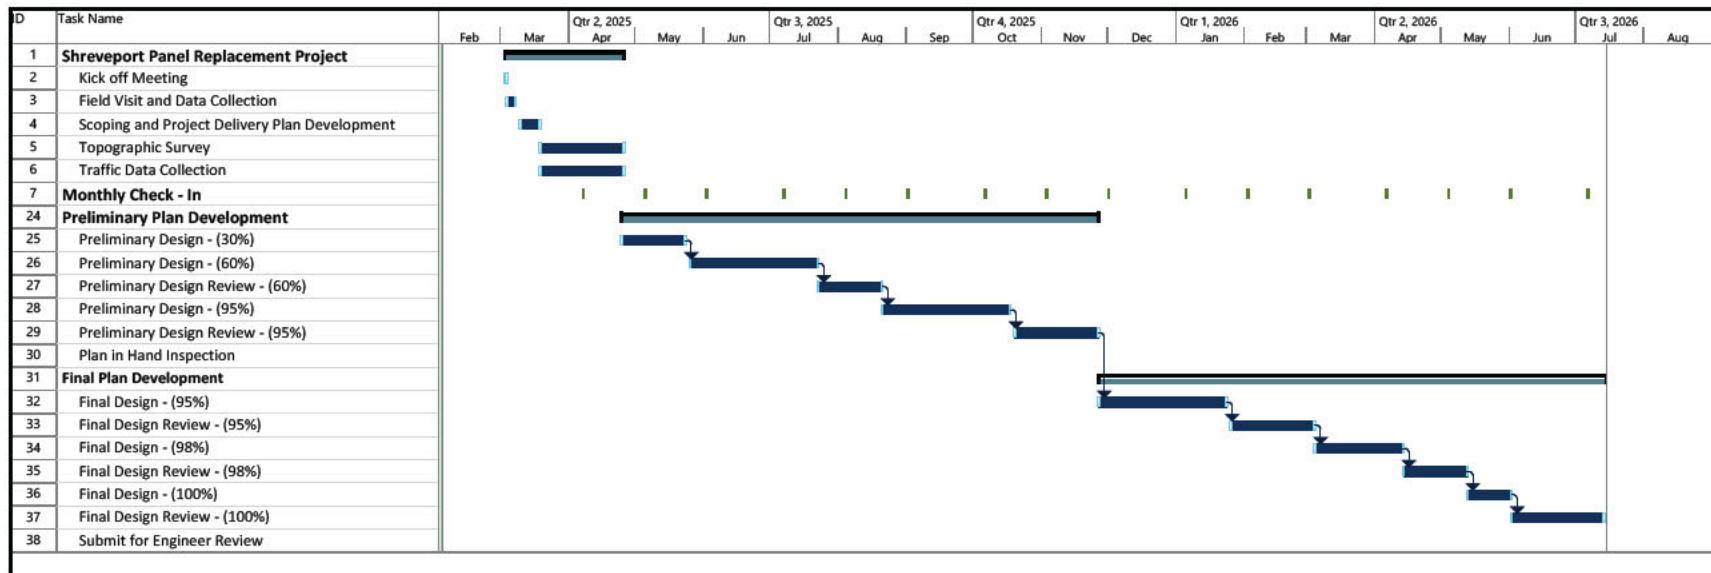 ID Task Name Qtr 2, 2025 Qtr 3, 2025 Qtr 4, 2025 Qtr 1, 2026 Qtr 2, 2026 Qtr 3, 2026
Feb Mar Apr May Jun Jul Aug Sep Oct Nov Dec Jan Feb Mar Apr May Jun Jul Aug
1 Shreveport Panel Replacement Project
2 Kick off Meeting
3 Field Visit and Data Collection
4 Scoping and Project Delivery Plan Development
5 Topographic Survey
6 Traffic Data Collection
7 Monthly Check - In
24 Preliminary Plan Development
25 Preliminary Design - (30%)
26 Preliminary Design - (60%)
27 Preliminary Design Review - (60%)
28 Preliminary Design - (95%)
29 Preliminary Design Review - (95%)
30 Plan in Hand Inspection
31 Final Plan Development
32 Final Design - (95%)
33 Final Design Review - (95%)
34 Final Design - (98%)
35 Final Design Review - (98%)
36 Final Design - (100%)
37 Final Design Review - (100%)
38 Submit for Engineer Review